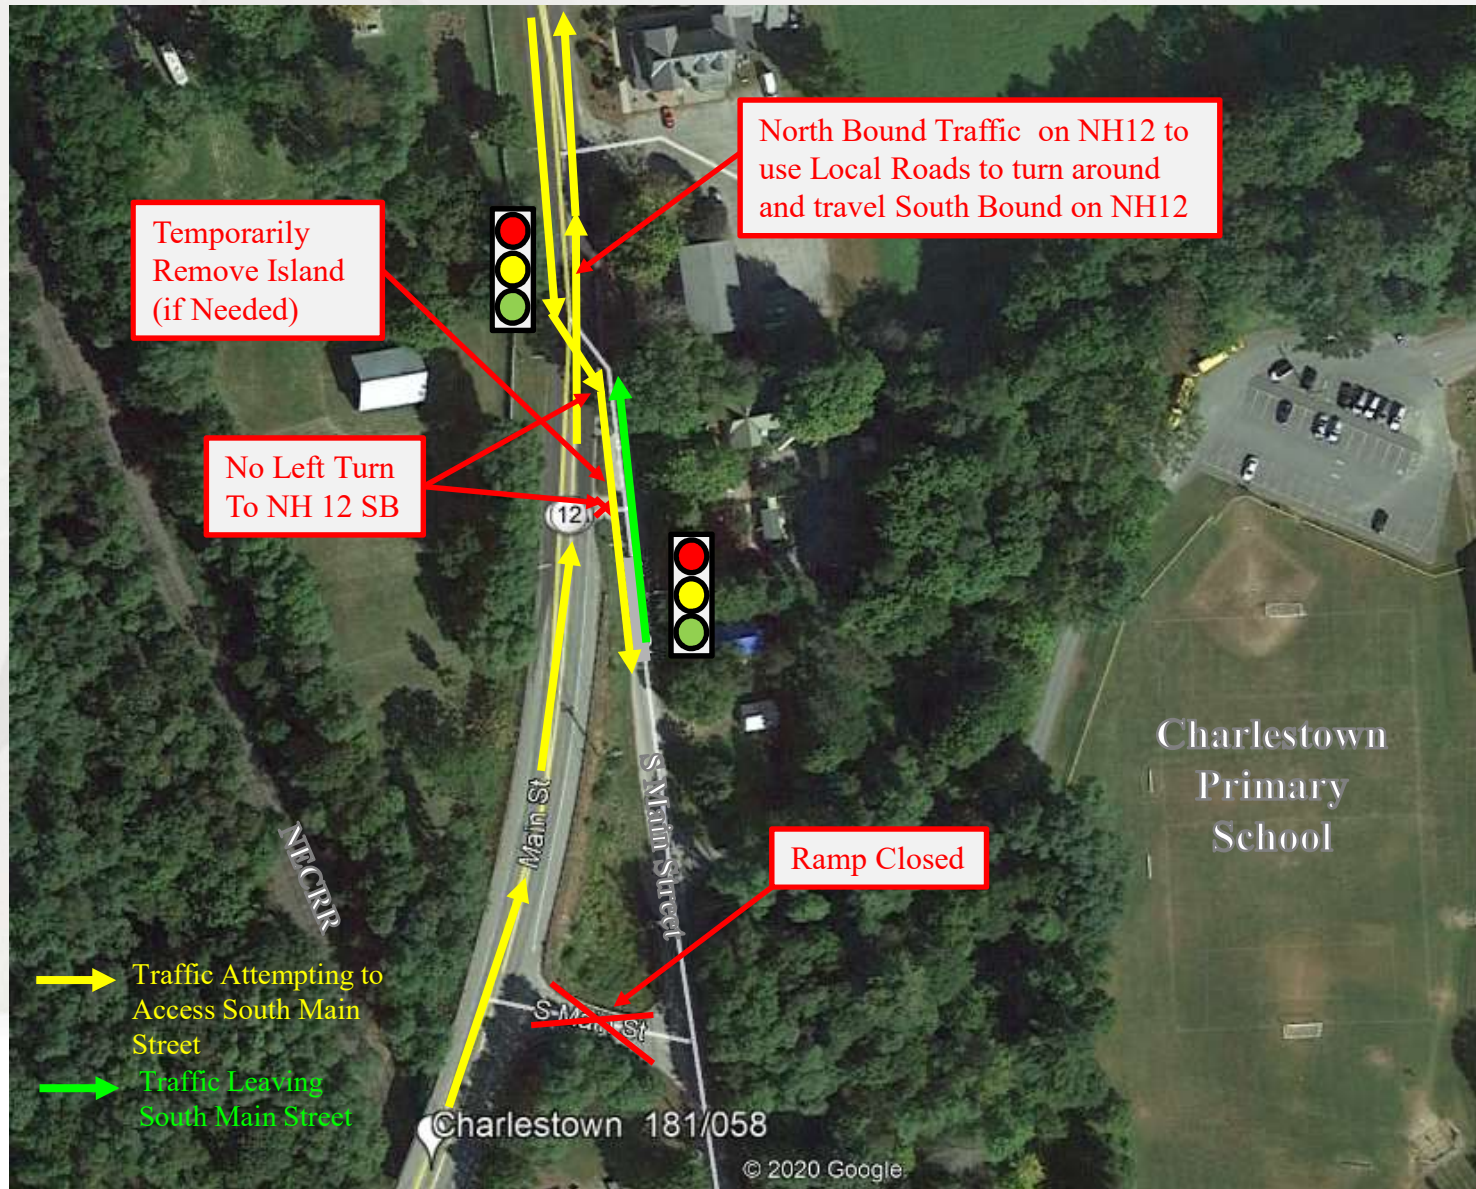 North Bound Traffic on NH12 to
use Local Roads to turn around
and travel South Bound on NH12
Temporarily
Remove Island
(if Needed)
No Left Turn
To NH 12 SB
12
Charlestown
Primary
School
Main St
S Main Street
Ramp Closed
NECRR
S Main St
Traffic Attempting to
Access South Main
Street
Traffic Leaving
South Main Street
Charlestown 181/058
© 2020 Google